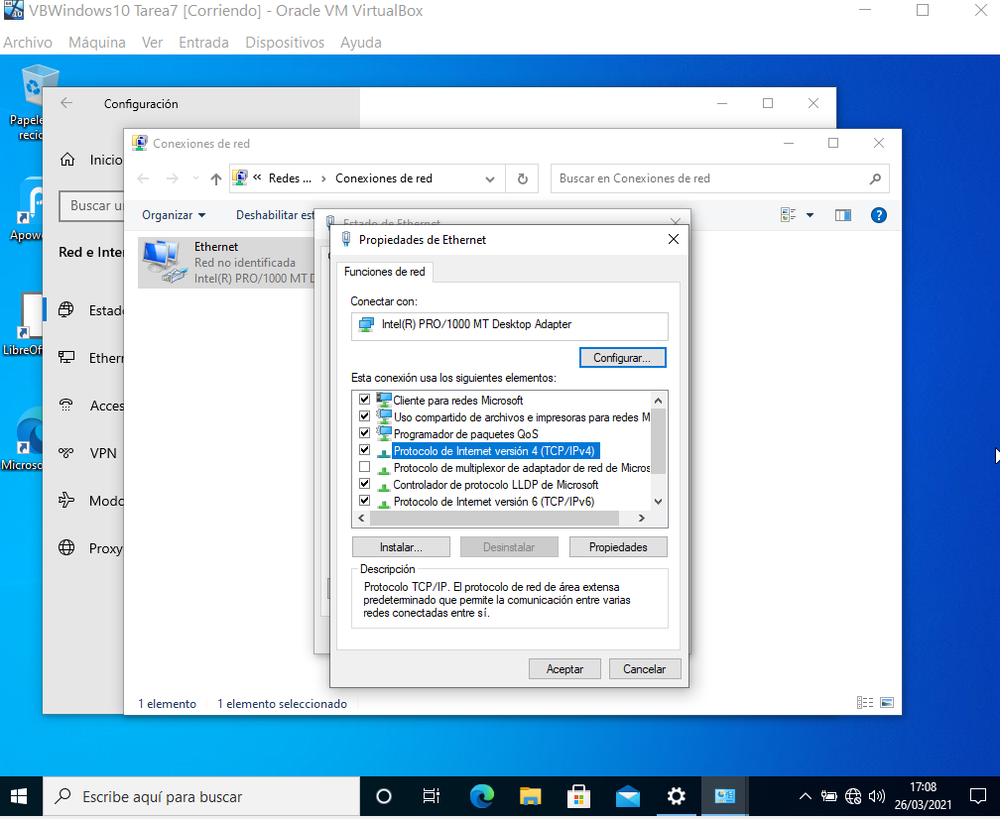 VBWindows10 Tarea7 [Corriendo] - Oracle VM VirtualBox
Archivo Máquina Ver Entrada Dispositivos Ayuda
Papele
recic
Apow
LibreOf
Microso
Configuración
Inicio
Buscar u
Red e Inter
Estado
Ethern
Acces
VPN
Modo
Proxy
Conexiones de red
« Redes ... › Conexiones de red
Buscar en Conexiones de red
Organizar
Deshabilitar est
Ethernet
Red no identificada
Intel(R) PRO/1000 MT D
1 elemento
1 elemento seleccionado
Estado de Ethernet
Propiedades de Ethernet
Funciones de red
Conectar con:
Intel(R) PRO/1000 MT Desktop Adapter
Configurar...
Esta conexión usa los siguientes elementos:
Cliente para redes Microsoft
Uso compartido de archivos e impresoras para redes M
Programador de paquetes QoS
Protocolo de Internet versión 4 (TCP/IPv4)
Protocolo de multiplexor de adaptador de red de Micros
Controlador de protocolo LLDP de Microsoft
Protocolo de Internet versión 6 (TCP/IPv6)
Instalar...
Desinstalar
Propiedades
Descripción
Protocolo TCP/IP. El protocolo de red de área extensa
predeterminado que permite la comunicación entre varias
redes conectadas entre sí.
Aceptar
Cancelar
Escribe aquí para buscar
17:08
26/03/2021